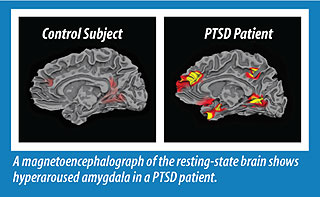 Control Subject
PTSD Patient
A magnetoencephalograph of the resting-state brain shows
hyperaroused amygdala in a PTSD patient.